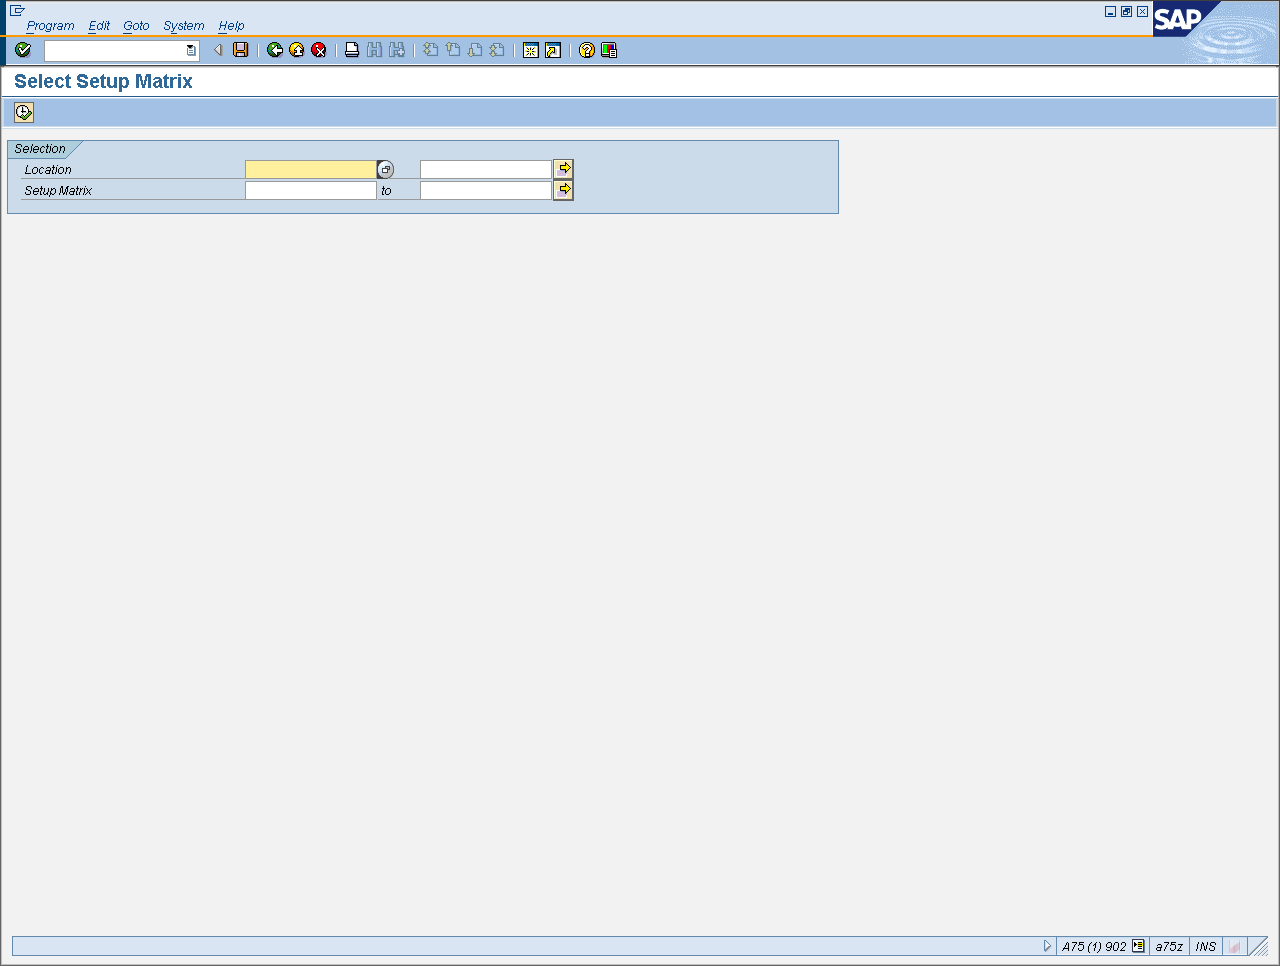 Program Edit Goto System Help
SAP
Select Setup Matrix
Selection
Location
Setup Matrix to
A75 (1) 902 a75z INS